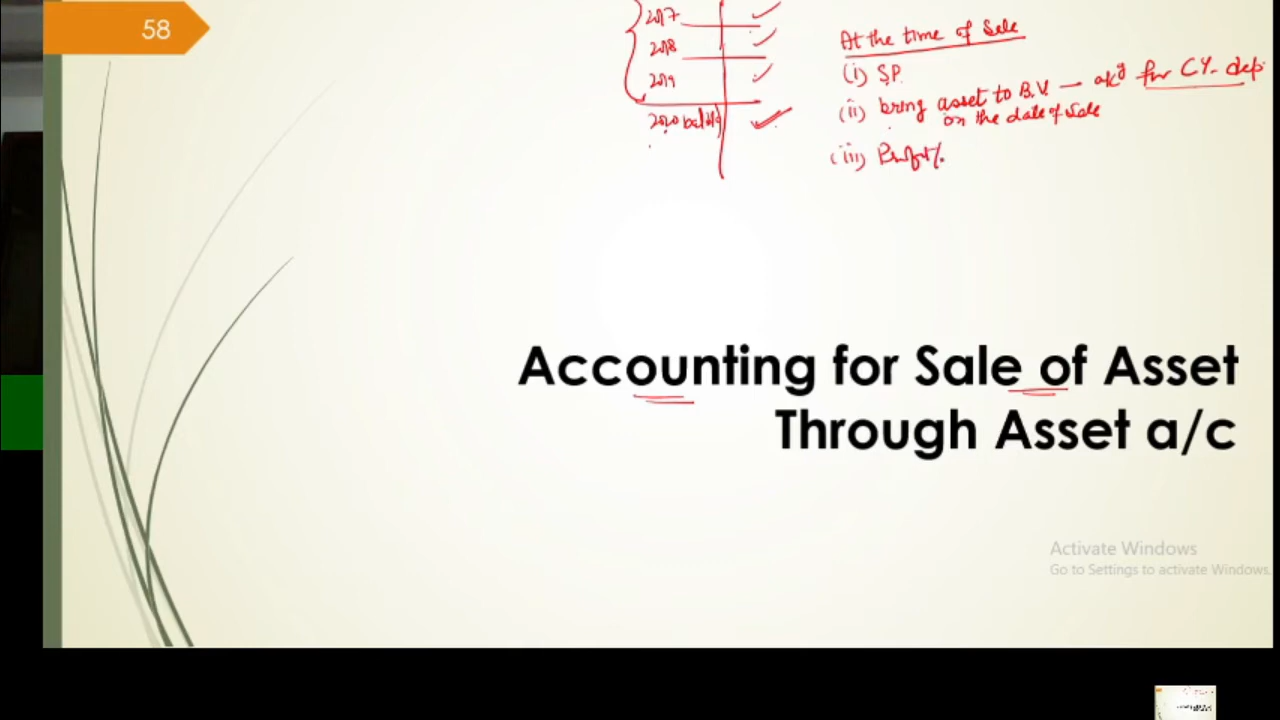 58
2017
2018
2019
2020 bal b/d
At the time of Sale
(i) S.P.
(ii) bring asset to B.V. — for CY. dep.
on the date of Sale
(iii) Profit/.
Accounting for Sale of Asset
Through Asset a/c
Activate Windows
Go to Settings to activate Windows.